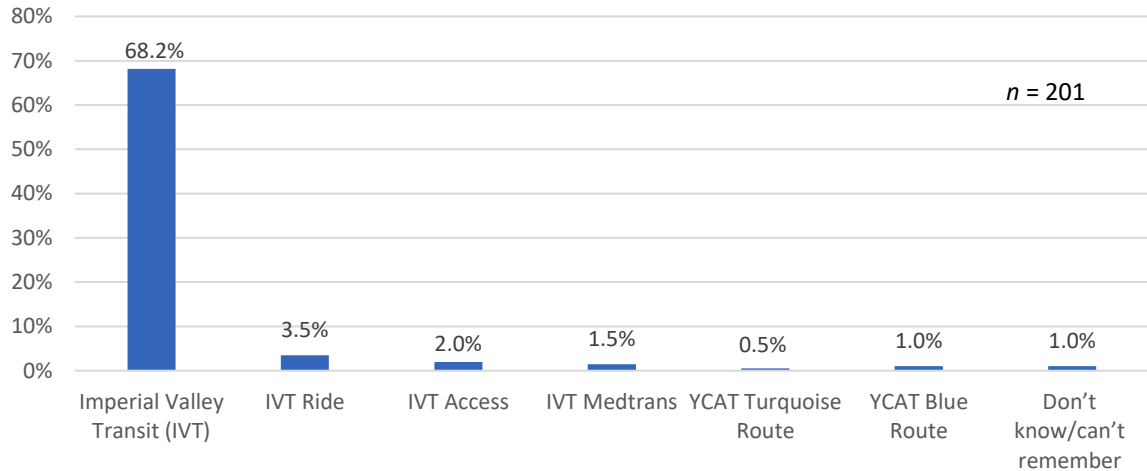 80%
70%
60%
50%
40%
30%
20%
10%
0%
68.2%
3.5%
2.0%
1.5%
0.5%
1.0%
1.0%
n = 201
Imperial Valley
Transit (IVT)
IVT Ride
IVT Access
IVT Medtrans
YCAT Turquoise
Route
YCAT Blue
Route
Don’t
know/can’t
remember